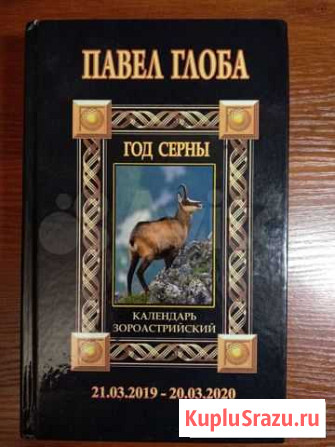 ПАВЕЛ ГЛОБА
ГОД СЕРНЫ
КАЛЕНДАРЬ
ЗОРОАСТРИЙСКИЙ
21.03.2019 - 20.03.2020
KupluSrazu.ru